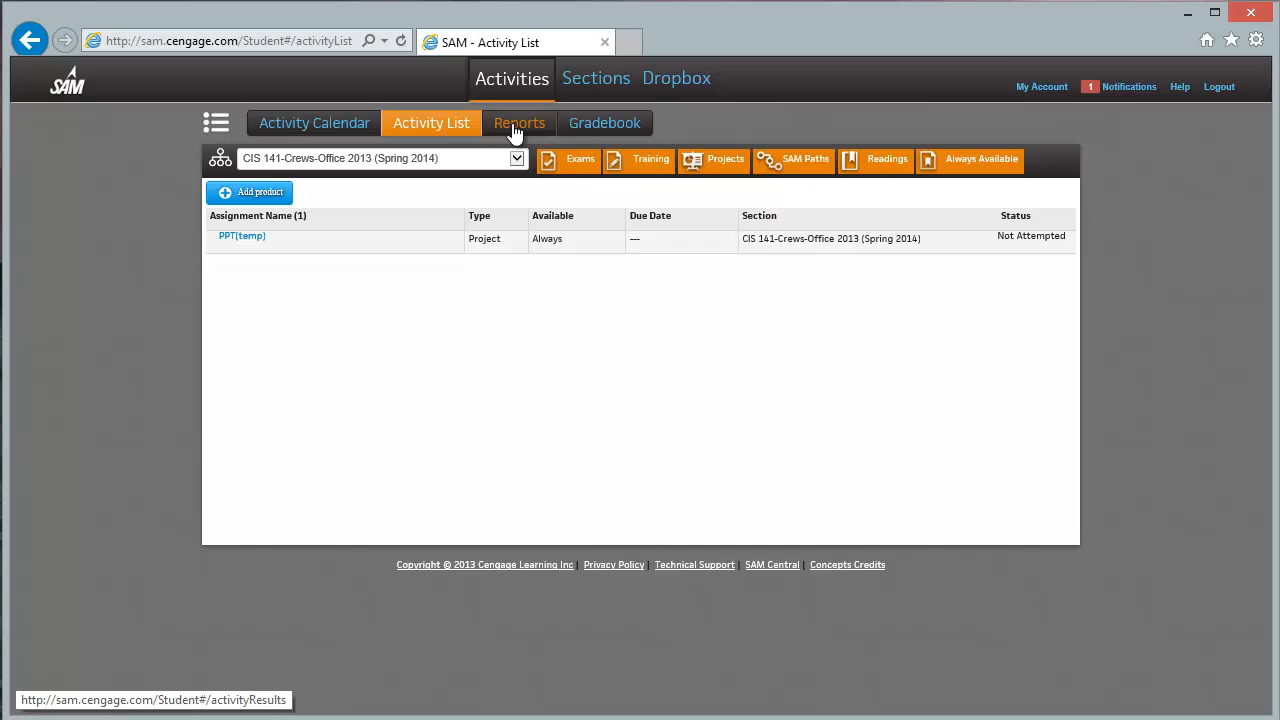 http://sam.cengage.com/Student#/activityList
SAM - Activity List
SAM
Activities Sections Dropbox
My Account 1 Notifications Help Logout
Activity Calendar Activity List Reports Gradebook
CIS 141-Crews-Office 2013 (Spring 2014) Exams Training Projects SAM Paths Readings Always Available
Add product
Assignment Name (1) Type Available Due Date Section Status
PPT(temp) Project Always --- CIS 141-Crews-Office 2013 (Spring 2014) Not Attempted
Copyright © 2013 Cengage Learning Inc | Privacy Policy | Technical Support | SAM Central | Concepts Credits
http://sam.cengage.com/Student#/activityResults